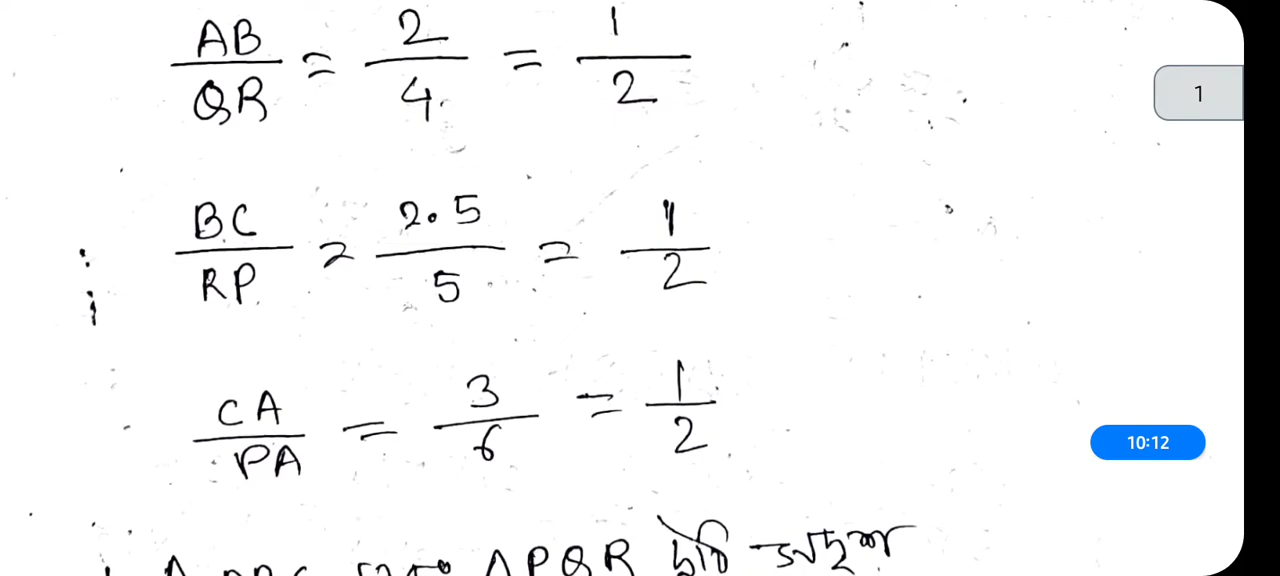 AB/QR = 2/4 = 1/2
1
BC/RP = 2.5/5 = 1/2
CA/PA = 3/6 = 1/2
10:12
Δ PQR